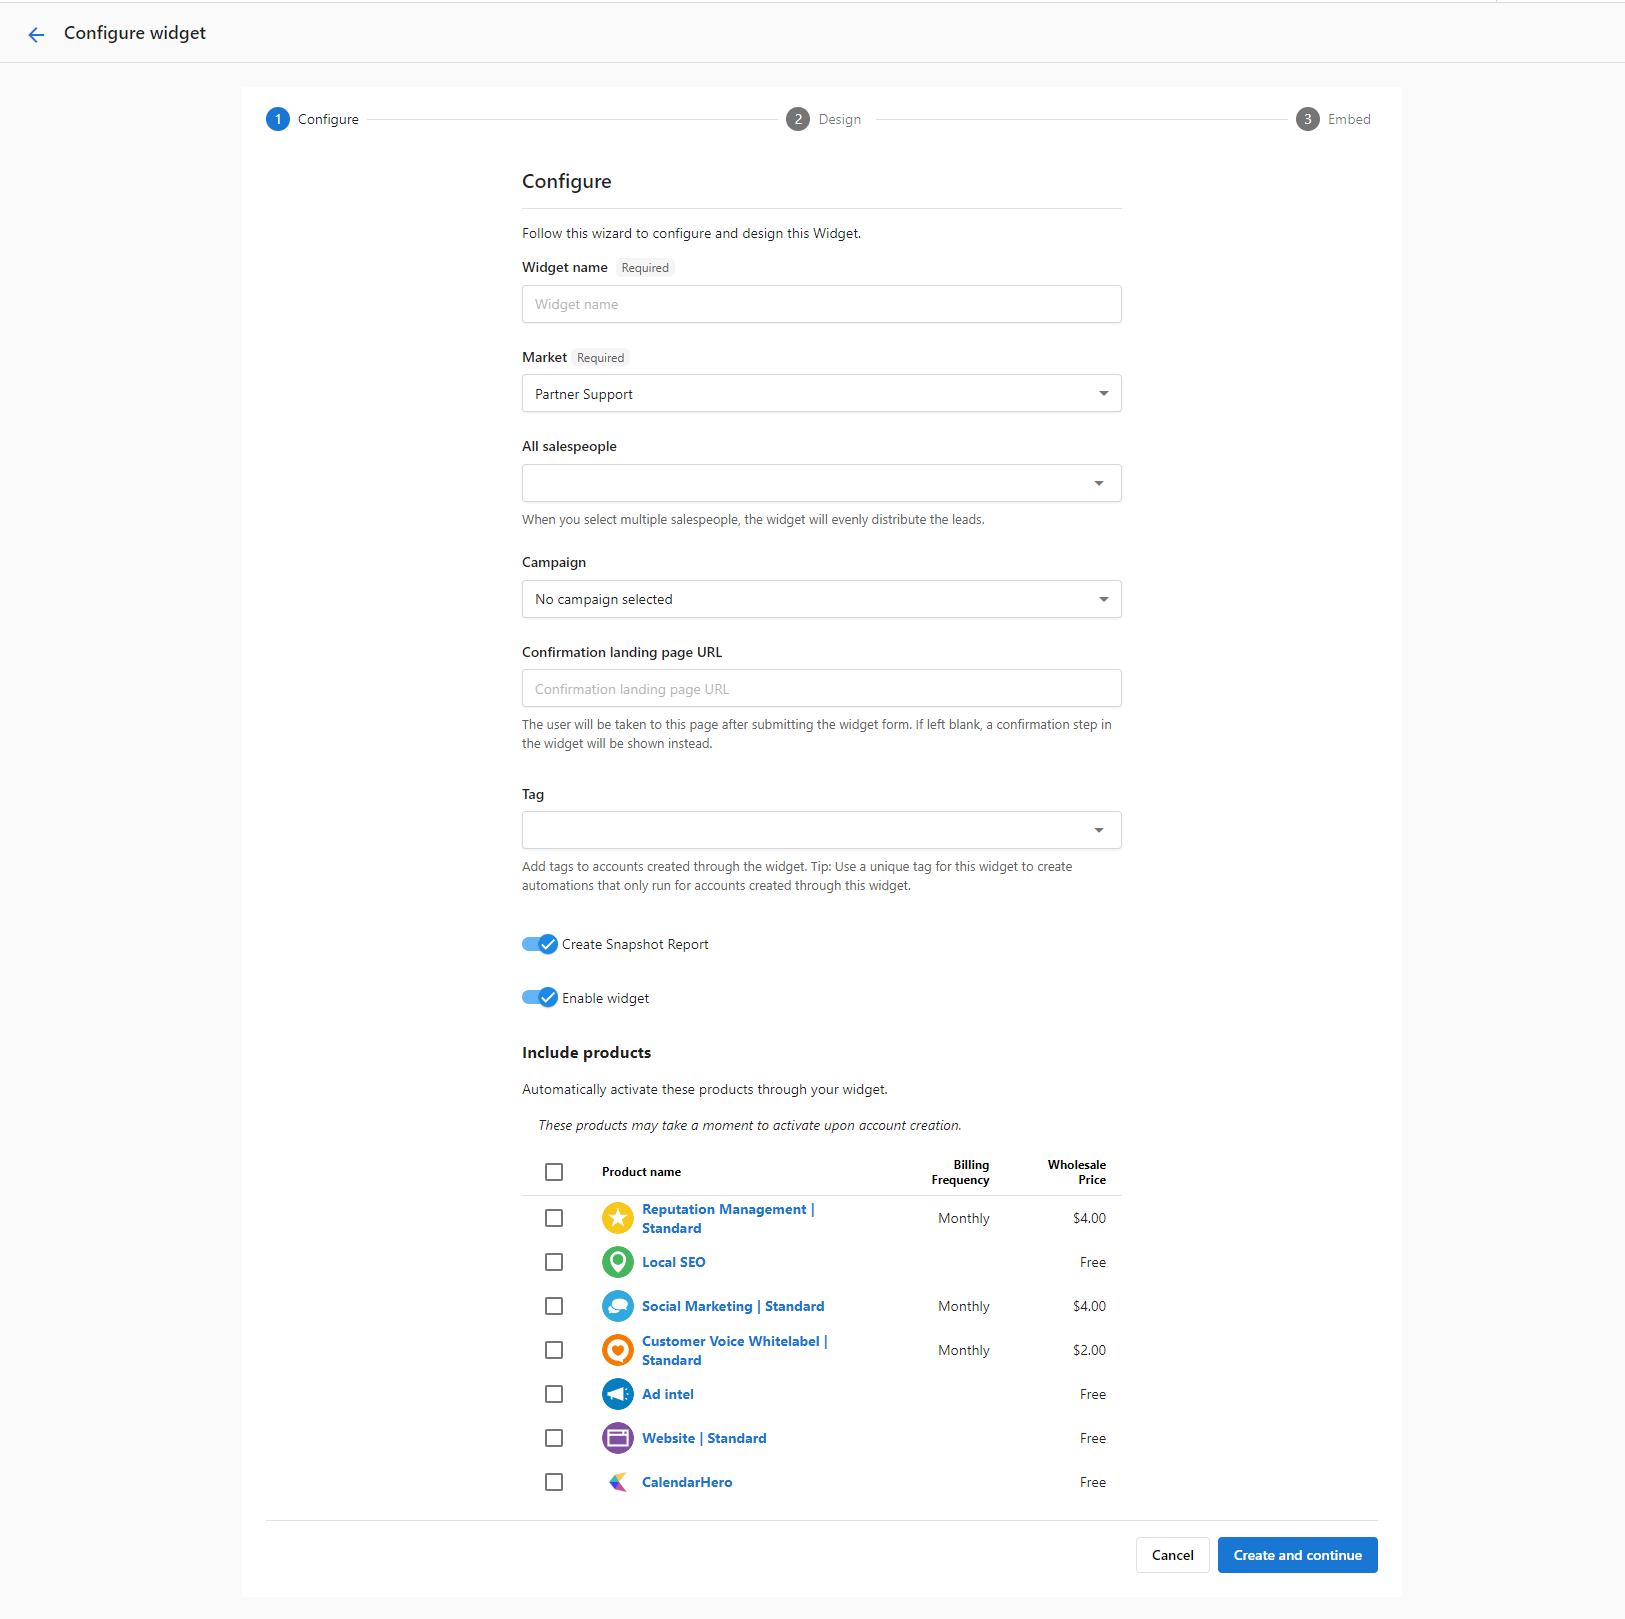 Configure widget
1 Configure
2 Design
3 Embed
Configure
Follow this wizard to configure and design this Widget.
Widget name Required
Widget name
Market Required
Partner Support
All salespeople
When you select multiple salespeople, the widget will evenly distribute the leads.
Campaign
No campaign selected
Confirmation landing page URL
Confirmation landing page URL
The user will be taken to this page after submitting the widget form. If left blank, a confirmation step in
the widget will be shown instead.
Tag
Add tags to accounts created through the widget. Tip: Use a unique tag for this widget to create
automations that only run for accounts created through this widget.
Create Snapshot Report
Enable widget
Include products
Automatically activate these products through your widget.
These products may take a moment to activate upon account creation.
Product name
Billing
Frequency
Wholesale
Price
Reputation Management |
Standard
Monthly
$4.00
Local SEO
Free
Social Marketing | Standard
Monthly
$4.00
Customer Voice Whitelabel |
Standard
Monthly
$2.00
Ad intel
Free
Website | Standard
Free
CalendarHero
Free
Cancel
Create and continue